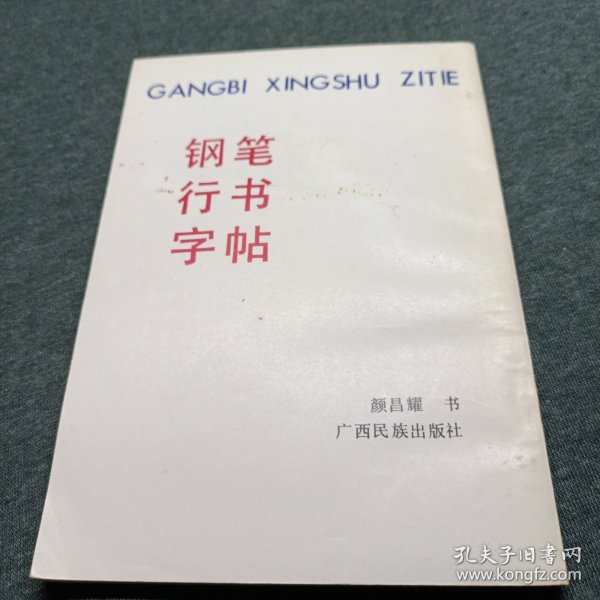 GANGBI XINGSHU ZITIE
钢笔
行书
字帖
颜昌耀 书
广西民族出版社
孔夫子旧书网
www.kongfz.com